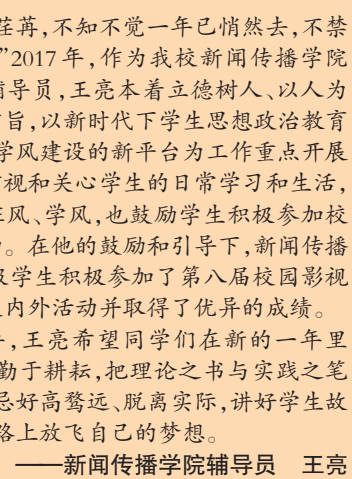 荏苒,不知不觉一年已悄然去,不禁
”2017年,作为我校新闻传播学院
辅导员,王亮本着立德树人、以人为
旨,以新时代下学生思想政治教育
学风建设的新平台为工作重点开展
视和关心学生的日常学习和生活,
风、学风,也鼓励学生积极参加校
。在他的鼓励和引导下,新闻传播
级学生积极参加了第八届校园影视
内外活动并取得了优异的成绩。
,王亮希望同学们在新的一年里
勤于耕耘,把理论之书与实践之笔
忌好高骛远、脱离实际,讲好学生故
路上放飞自己的梦想。
——新闻传播学院辅导员 王亮